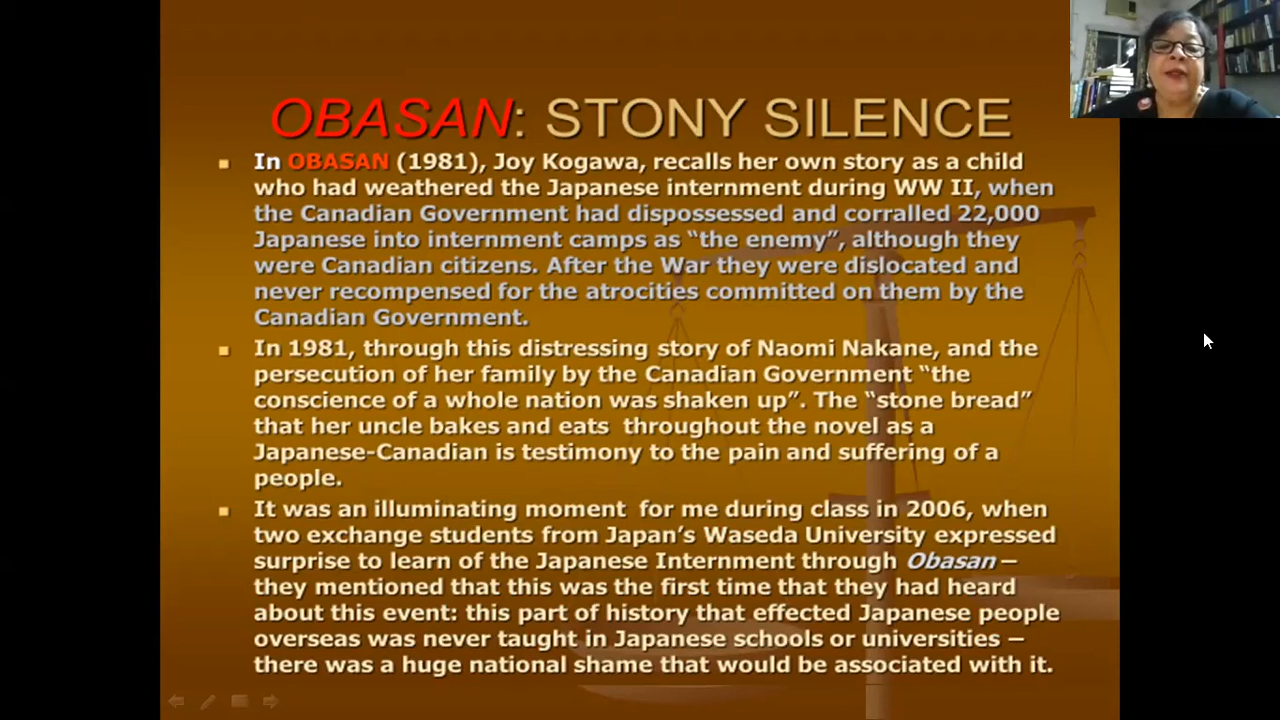 OBASAN: STONY SILENCE
In OBASAN (1981), Joy Kogawa, recalls her own story as a child
who had weathered the Japanese internment during WW II, when
the Canadian Government had dispossessed and corralled 22,000
Japanese into internment camps as “the enemy”, although they
were Canadian citizens. After the War they were dislocated and
never recompensed for the atrocities committed on them by the
Canadian Government.
In 1981, through this distressing story of Naomi Nakane, and the
persecution of her family by the Canadian Government “the
conscience of a whole nation was shaken up”. The “stone bread”
that her uncle bakes and eats throughout the novel as a
Japanese-Canadian is testimony to the pain and suffering of a
people.
It was an illuminating moment for me during class in 2006, when
two exchange students from Japan’s Waseda University expressed
surprise to learn of the Japanese Internment through Obasan –
they mentioned that this was the first time that they had heard
about this event: this part of history that effected Japanese people
overseas was never taught in Japanese schools or universities –
there was a huge national shame that would be associated with it.